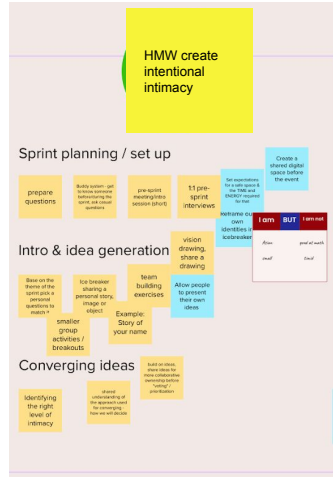 HMW create
intentional
intimacy
Sprint planning / set up
Create a
shared digital
space before
the event
prepare
questions
Buddy system - get
to know someone
before/during the
sprint, ask casual
questions
pre-sprint
meeting/intro
session (short)
1:1 pre-
sprint
interviews
Set expectations
for a safe space &
the TIME and
ENERGY required
for that
Reframe our
own
identities in
icebreaker
I am BUT I am not
Asian good at math
small timid
Intro & idea generation
vision
drawing,
share a
drawing
Base on the
theme of the
sprint pick a
personal
questions to
match
Ice breaker
sharing a
personal story,
image or
object
team
building
exercises
Allow people
to present
their own
ideas
smaller
group
activities /
breakouts
Example:
Story of
your name
Converging ideas
build on ideas,
share ideas for
more collaborative
ownership before
"voting" /
prioritization
Identifying
the right
level of
intimacy
shared
understanding of
the approach used
for converging -
how we will decide